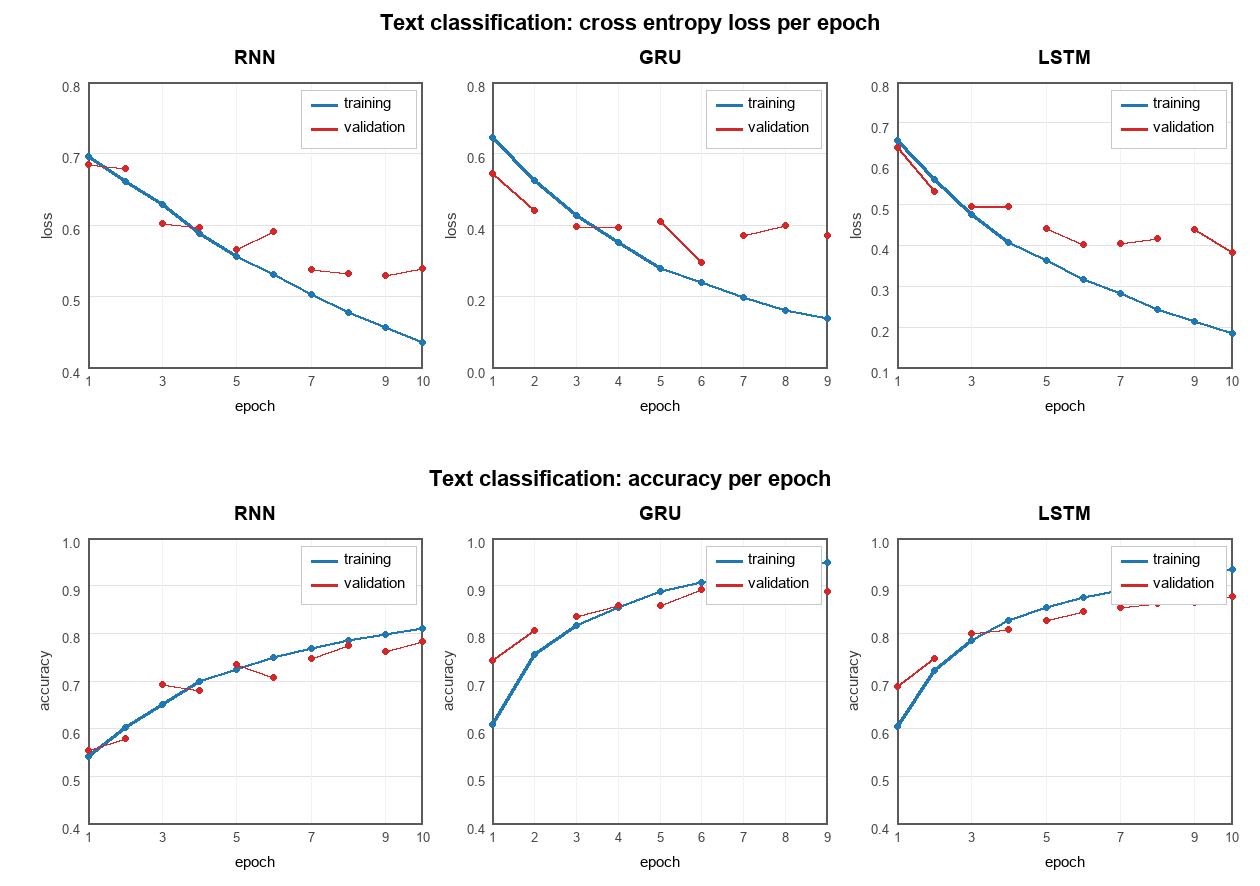 Text classification: cross entropy loss per epoch
RNN
GRU
LSTM
0.8
0.7
0.6
0.5
0.4
loss
training
validation
1 3 5 7 9 10
epoch
0.8
0.6
0.4
0.2
0.0
loss
training
validation
1 2 3 4 5 6 7 8 9
epoch
0.8
0.7
0.6
0.5
0.4
0.3
0.2
0.1
loss
training
validation
1 3 5 7 9 10
epoch
Text classification: accuracy per epoch
RNN
GRU
LSTM
1.0
0.9
0.8
0.7
0.6
0.5
0.4
accuracy
training
validation
1 3 5 7 9 10
epoch
1.0
0.9
0.8
0.7
0.6
0.5
0.4
accuracy
training
validation
1 2 3 4 5 6 7 8 9
epoch
1.0
0.9
0.8
0.7
0.6
0.5
0.4
accuracy
training
validation
1 3 5 7 9 10
epoch